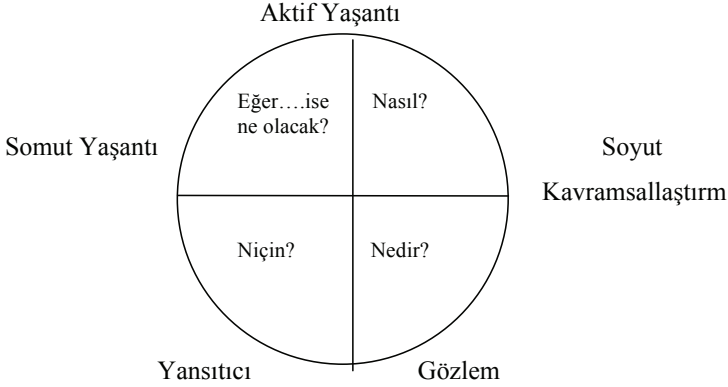 Aktif Yaşantı
Eğer….ise
ne olacak?
Nasıl?
Somut Yaşantı
Soyut
Kavramsallaştırm
Niçin?
Nedir?
Yansıtıcı
Gözlem